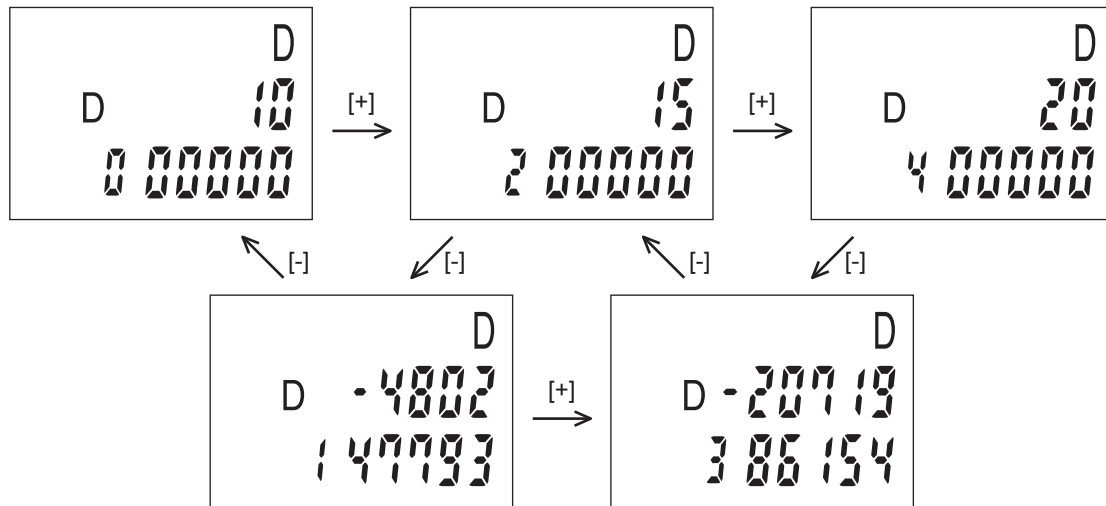 D
D 10
0 00000
[+]
D
D 15
2 00000
[+]
D
D 20
4 00000
[-]
[-]
[-]
[-]
D
D -4802
1 47793
[+]
D
D -20719
3 86154